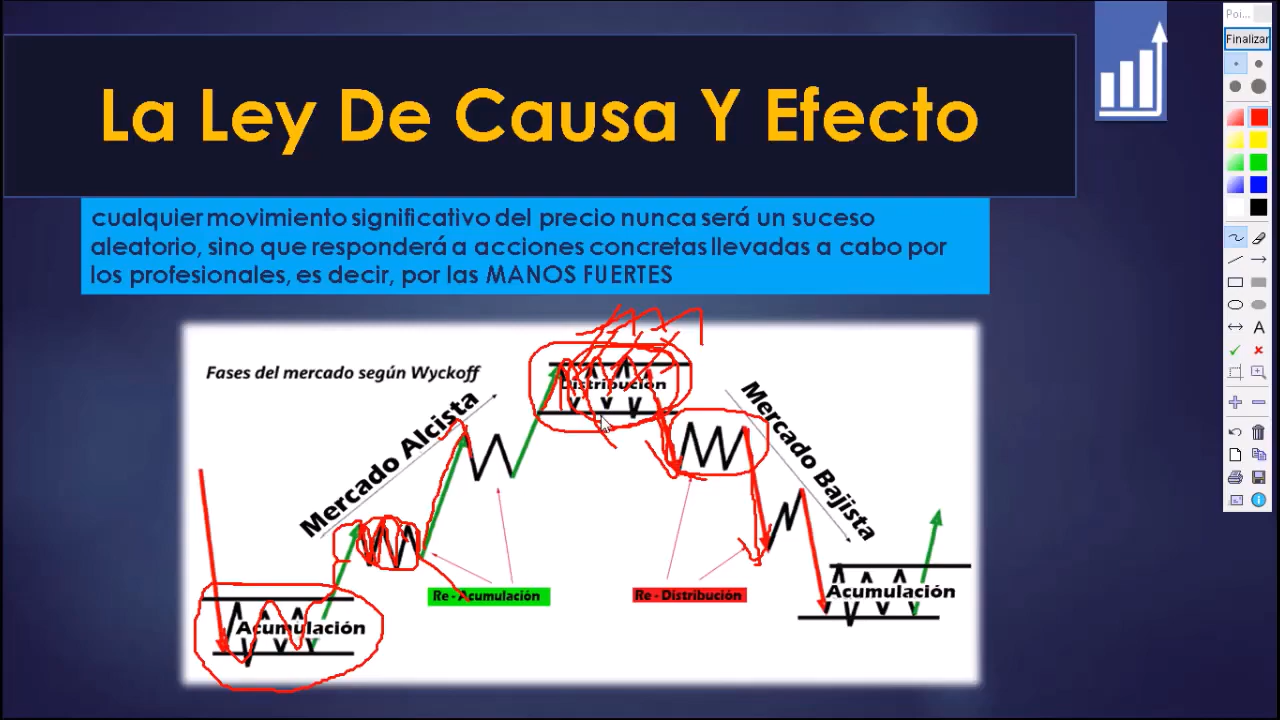 Poi...
Finalizar
La Ley De Causa Y Efecto
cualquier movimiento significativo del precio nunca será un suceso
aleatorio, sino que responderá a acciones concretas llevadas a cabo por
los profesionales, es decir, por las MANOS FUERTES
Fases del mercado según Wyckoff
Mercado Alcista
Distribución
Mercado Bajista
Re - Acumulación
Re - Distribución
Acumulación
Acumulación
A